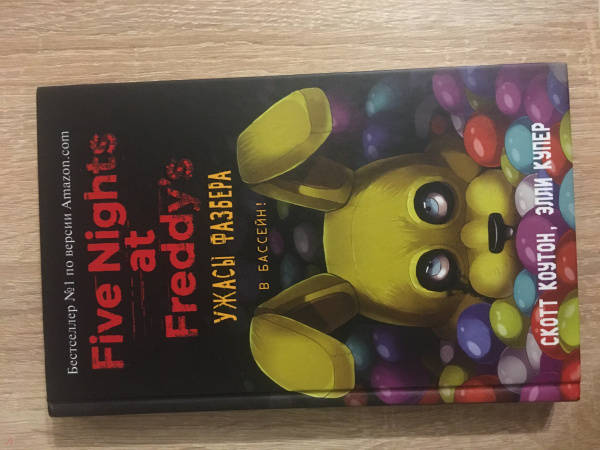 Бестселлер №1 по версии Amazon.com
Five Nights
at
Freddy's
УЖАСЫ ФАЗБЕРА
В БАССЕЙН!
СКОТТ КОУТОН, ЭЛЛИ КУПЕР